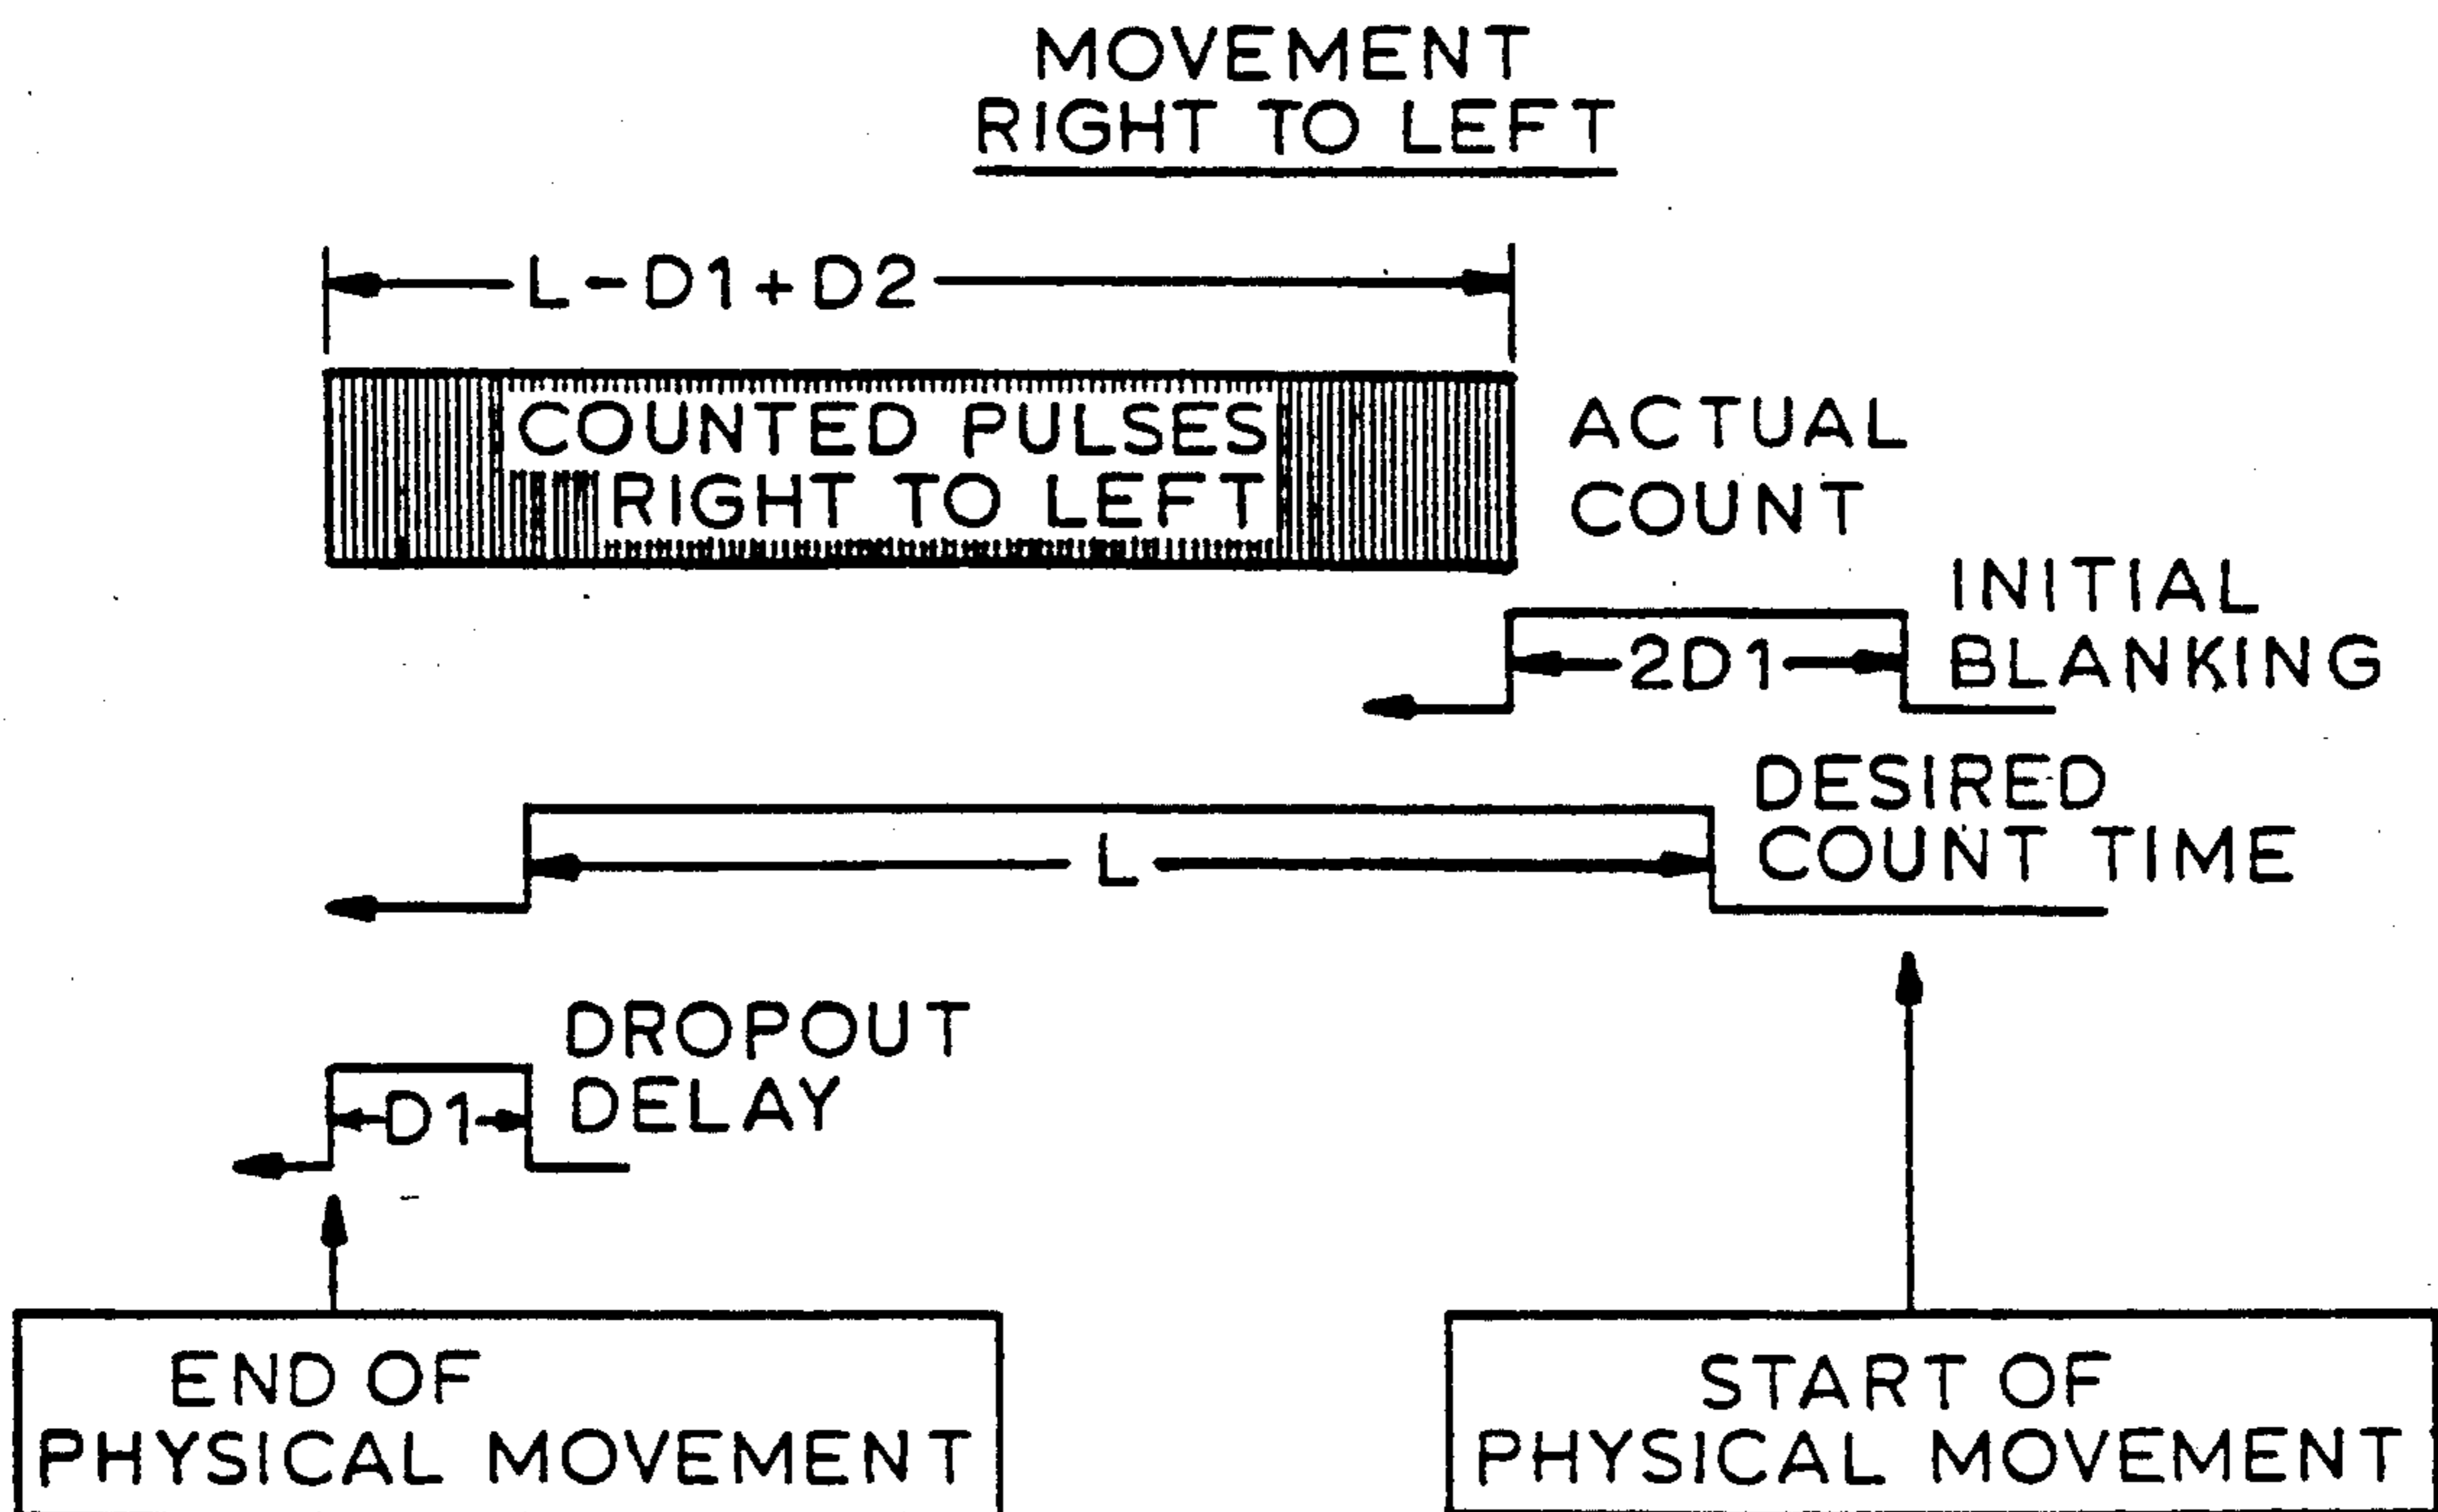 MOVEMENT
RIGHT TO LEFT
L-D1+D2
COUNTED PULSES
RIGHT TO LEFT
ACTUAL
COUNT
INITIAL
BLANKING
2D1
DESIRED
COUNT TIME
L
DROPOUT
DELAY
D1
END OF
PHYSICAL MOVEMENT
START OF
PHYSICAL MOVEMENT